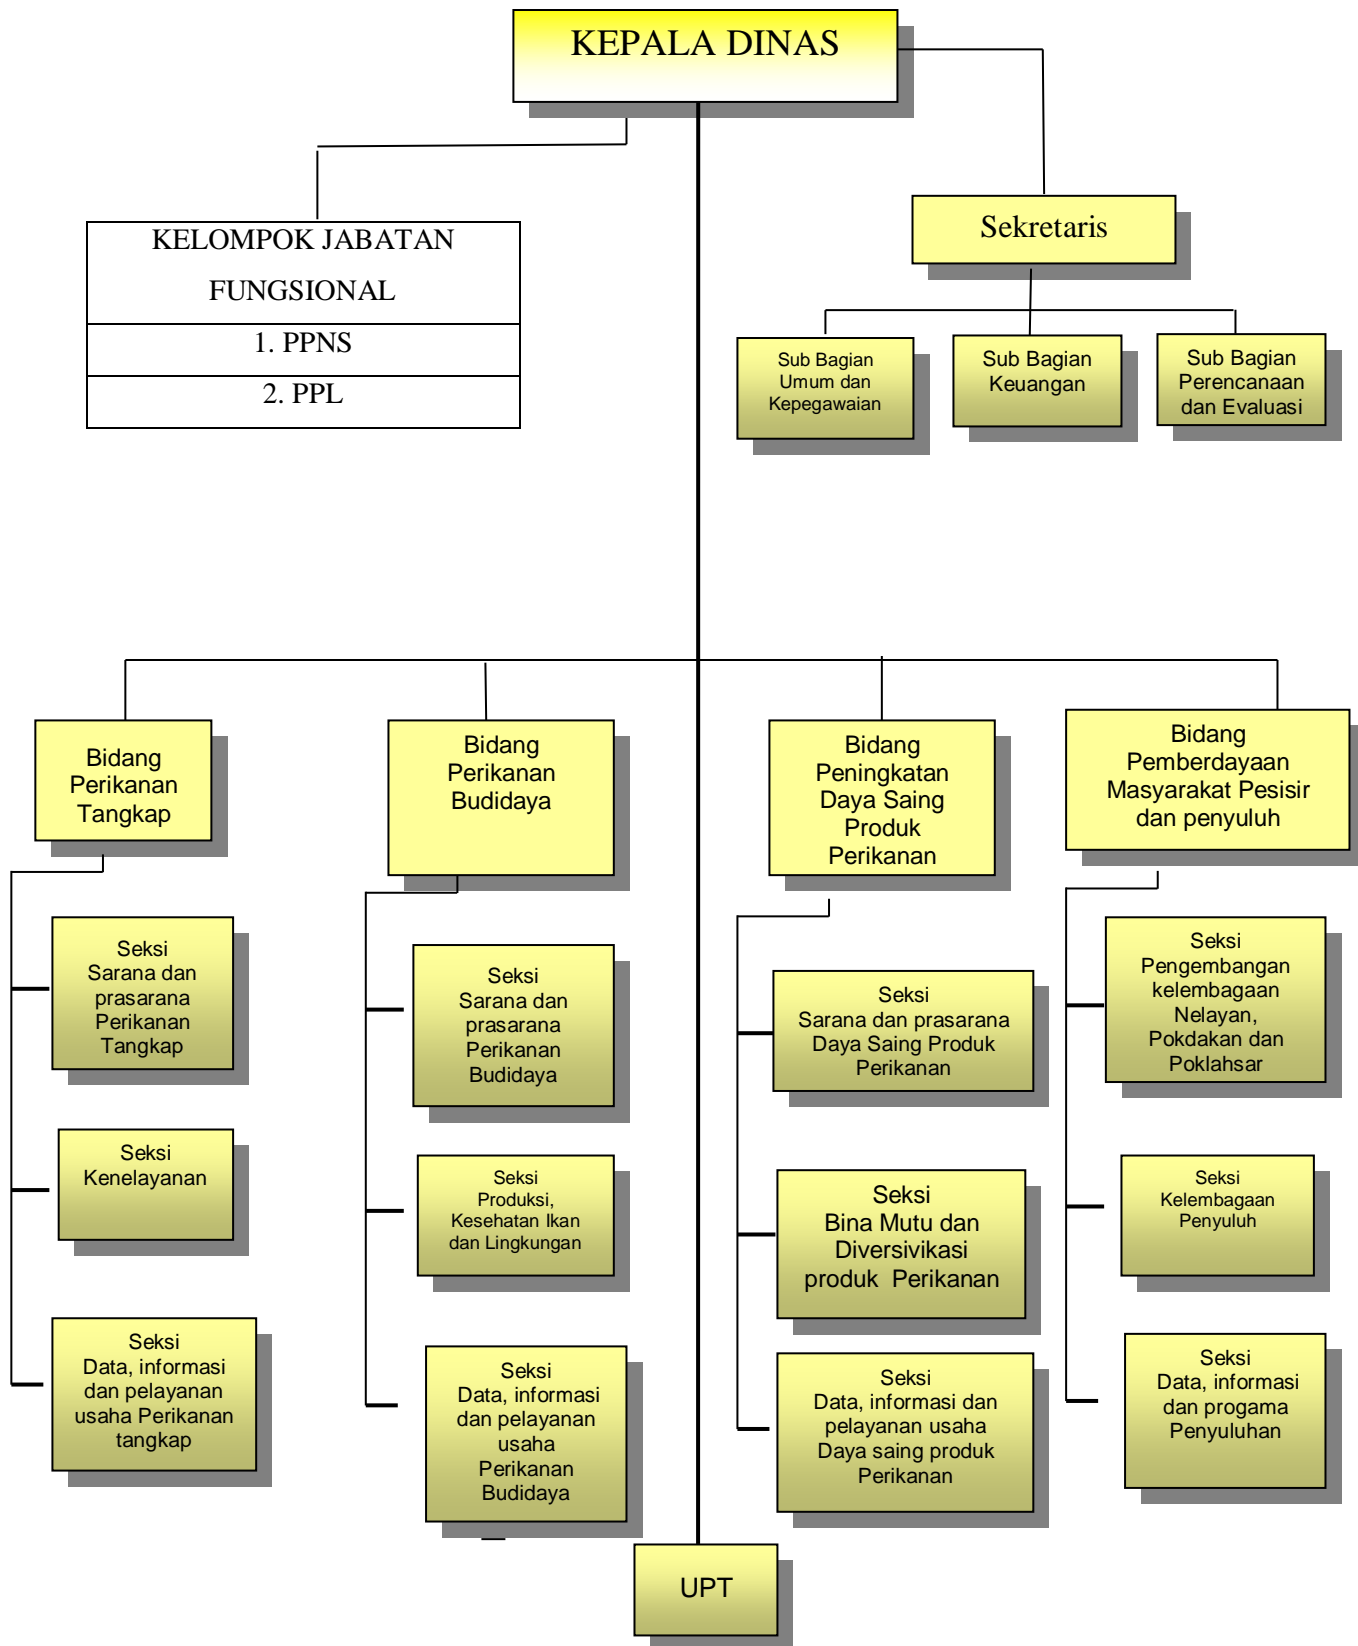 KEPALA DINAS
KELOMPOK JABATAN
FUNGSIONAL
1. PPNS
2. PPL
Sekretaris
Sub Bagian
Umum dan
Kepegawaian
Sub Bagian
Keuangan
Sub Bagian
Perencanaan
dan Evaluasi
Bidang
Perikanan
Tangkap
Seksi
Sarana dan
prasarana
Perikanan
Tangkap
Seksi
Kenelayanan
Seksi
Data, informasi
dan pelayanan
usaha Perikanan
tangkap
Bidang
Perikanan
Budidaya
Seksi
Sarana dan
prasarana
Perikanan
Budidaya
Seksi
Produksi,
Kesehatan Ikan
dan Lingkungan
Seksi
Data, informasi
dan pelayanan
usaha
Perikanan
Budidaya
Bidang
Peningkatan
Daya Saing
Produk
Perikanan
Seksi
Sarana dan prasarana
Daya Saing Produk
Perikanan
Seksi
Bina Mutu dan
Diversivikasi
produk Perikanan
Seksi
Data, informasi dan
pelayanan usaha
Daya saing produk
Perikanan
Bidang
Pemberdayaan
Masyarakat Pesisir
dan penyuluh
Seksi
Pengembangan
kelembagaan
Nelayan,
Pokdakan dan
Poklahsar
Seksi
Kelembagaan
Penyuluh
Seksi
Data, informasi
dan progama
Penyuluhan
UPT